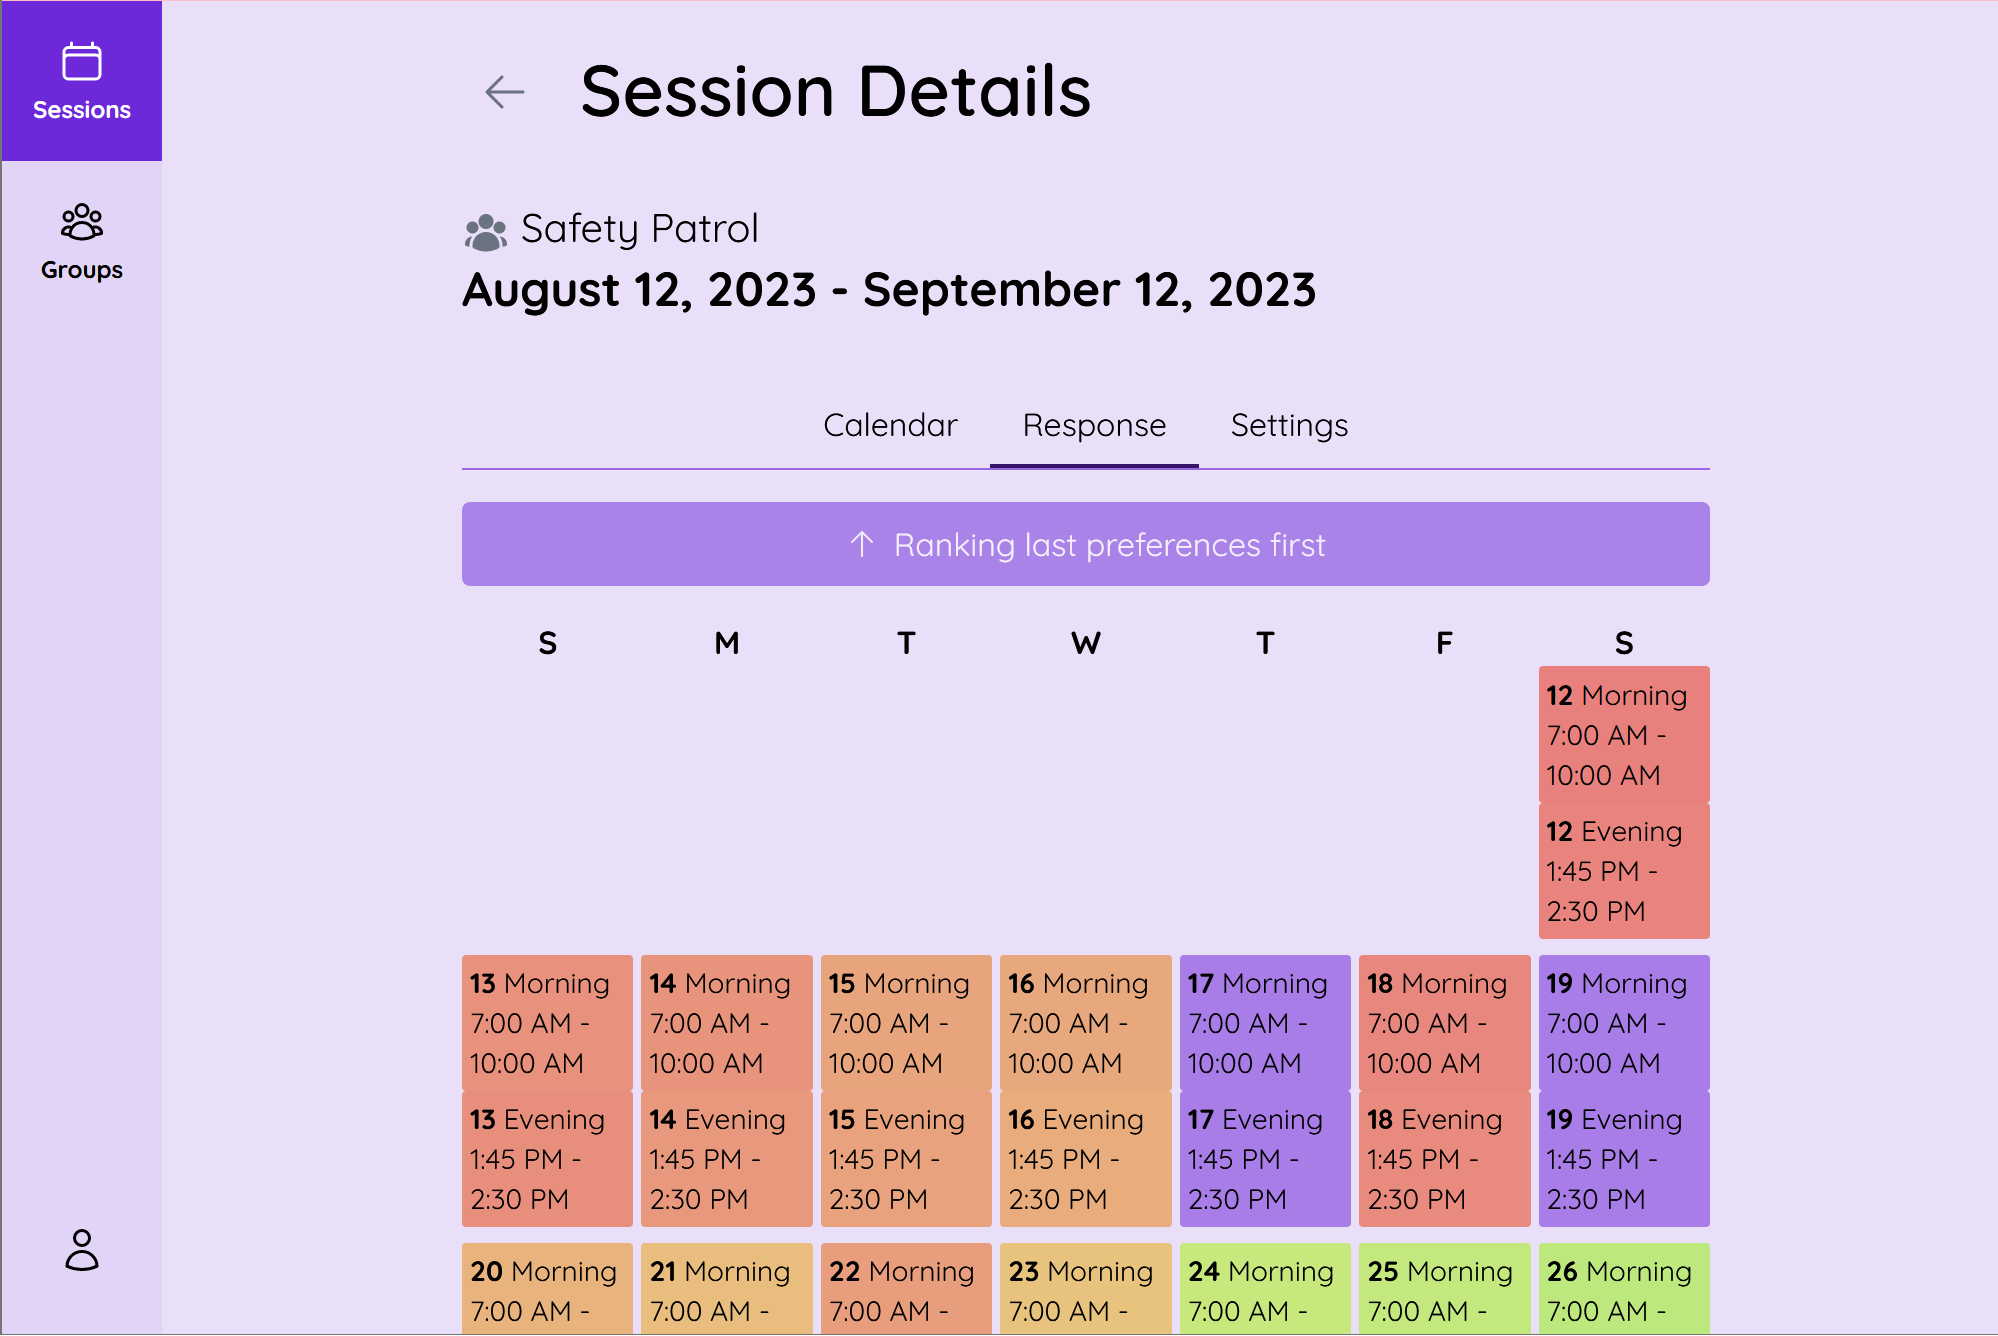 Sessions
Groups
Session Details
Safety Patrol
August 12, 2023 - September 12, 2023
Calendar Response Settings
↑ Ranking last preferences first
S M T W T F S
12 Morning
7:00 AM -
10:00 AM
12 Evening
1:45 PM -
2:30 PM
13 Morning
7:00 AM -
10:00 AM
13 Evening
1:45 PM -
2:30 PM
14 Morning
7:00 AM -
10:00 AM
14 Evening
1:45 PM -
2:30 PM
15 Morning
7:00 AM -
10:00 AM
15 Evening
1:45 PM -
2:30 PM
16 Morning
7:00 AM -
10:00 AM
16 Evening
1:45 PM -
2:30 PM
17 Morning
7:00 AM -
10:00 AM
17 Evening
1:45 PM -
2:30 PM
18 Morning
7:00 AM -
10:00 AM
18 Evening
1:45 PM -
2:30 PM
19 Morning
7:00 AM -
10:00 AM
19 Evening
1:45 PM -
2:30 PM
20 Morning
7:00 AM -
21 Morning
7:00 AM -
22 Morning
7:00 AM -
23 Morning
7:00 AM -
24 Morning
7:00 AM -
25 Morning
7:00 AM -
26 Morning
7:00 AM -